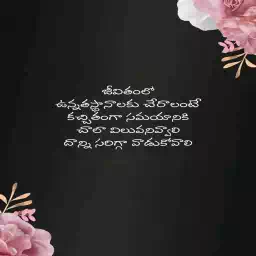 జీవితంలో
ఉన్నతస్థానాలకు చేరాలంటే
కచ్చితంగా సమయానికి
చాలా విలువనివ్వాలి
దాన్ని సరిగ్గా వాడుకోవాలి